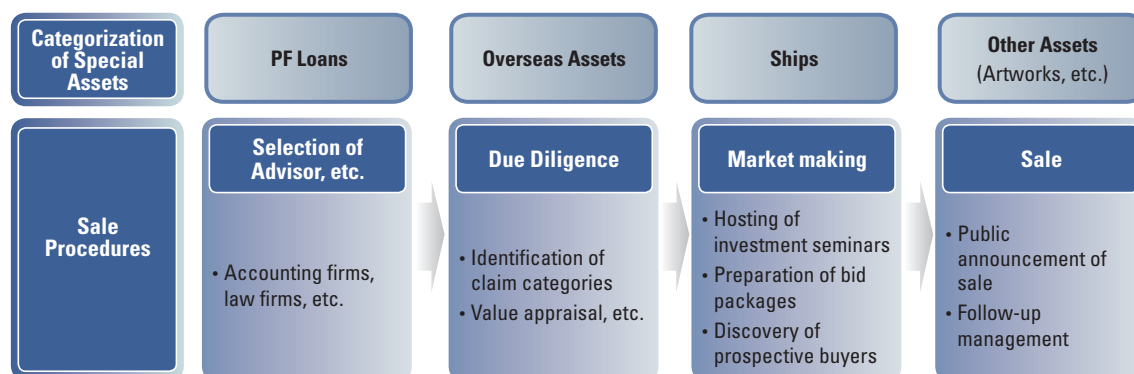 Categorization
of Special
Assets
PF Loans
Overseas Assets
Ships
Other Assets
(Artworks, etc.)
Sale
Procedures
Selection of
Advisor, etc.
• Accounting firms,
law firms, etc.
Due Diligence
• Identification of
claim categories
• Value appraisal, etc.
Market making
• Hosting of
investment seminars
• Preparation of bid
packages
• Discovery of
prospective buyers
Sale
• Public
announcement of
sale
• Follow-up
management